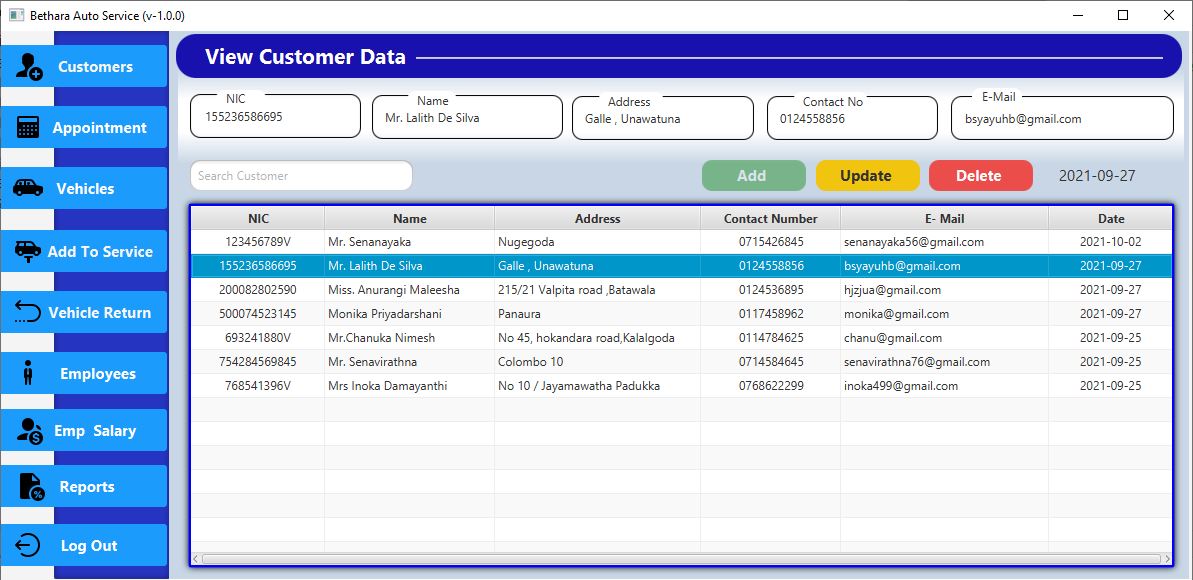 Bethara Auto Service (v-1.0.0)
Customers
Appointment
Vehicles
Add To Service
Vehicle Return
Employees
Emp Salary
Reports
Log Out
View Customer Data
NIC Name Address Contact No E-Mail
155236586695 Mr. Lalith De Silva Galle , Unawatuna 0124558856 bsyayuhb@gmail.com
Search Customer Add Update Delete 2021-09-27
NIC Name Address Contact Number E- Mail Date
123456789V Mr. Senanayaka Nugegoda 0715426845 senanayaka56@gmail.com 2021-10-02
155236586695 Mr. Lalith De Silva Galle , Unawatuna 0124558856 bsyayuhb@gmail.com 2021-09-27
200082802590 Miss. Anurangi Maleesha 215/21 Valpita road ,Batawala 0124536895 hjzjua@gmail.com 2021-09-27
500074523145 Monika Priyadarshani Panaura 0117458962 monika@gmail.com 2021-09-27
693241880V Mr.Chanuka Nimesh No 45, hokandara road,Kalalgoda 0114784625 chanu@gmail.com 2021-09-25
754284569845 Mr. Senavirathna Colombo 10 0714584645 senavirathna76@gmail.com 2021-09-25
768541396V Mrs Inoka Damayanthi No 10 / Jayamawatha Padukka 0768622299 inoka499@gmail.com 2021-09-25